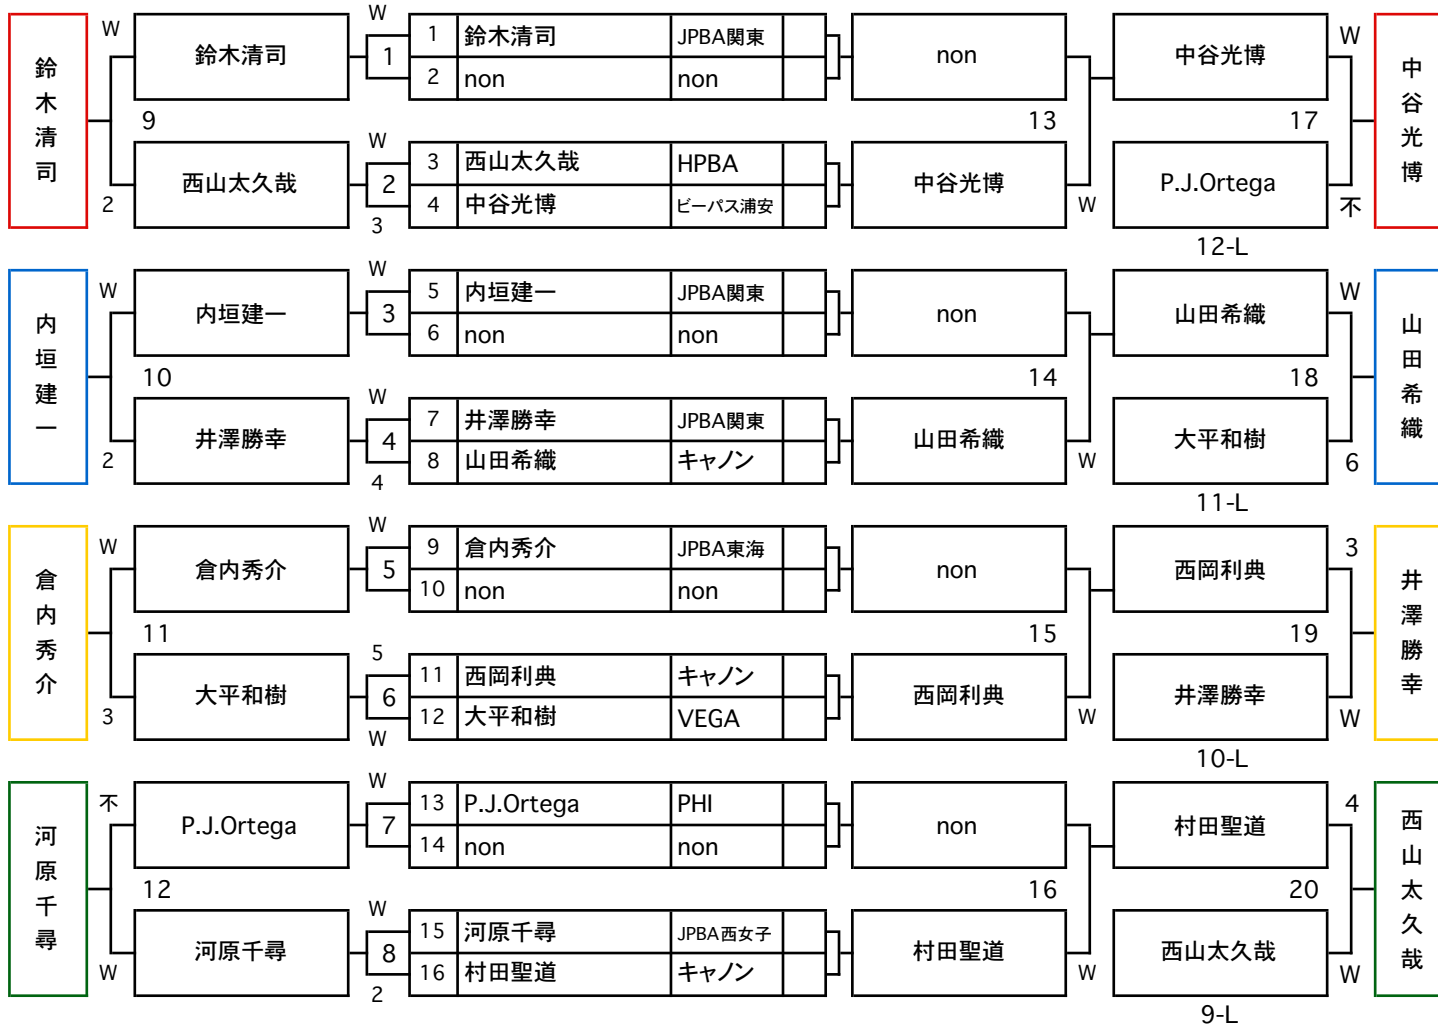 W
W
1 鈴木清司 JPBA関東
2 non non
鈴木清司
鈴木清司
1
non
中谷光博
W
中谷光博
9
13
17
W
3 西山太久哉 HPBA
4 中谷光博 ビーパス浦安
2
西山太久哉
2
3
中谷光博
W
P.J.Ortega
不
12-L
W
W
5 内垣建一 JPBA関東
6 non non
内垣建一
内垣建一
3
non
山田希織
W
山田希織
10
14
18
W
7 井澤勝幸 JPBA関東
8 山田希織 キャノン
2
井澤勝幸
4
4
山田希織
W
大平和樹
6
11-L
W
W
9 倉内秀介 JPBA東海
10 non non
倉内秀介
倉内秀介
5
non
西岡利典
3
井澤勝幸
11
15
19
5
11 西岡利典 キャノン
12 大平和樹 VEGA
3
大平和樹
6
W
西岡利典
W
井澤勝幸
W
10-L
不
W
13 P.J.Ortega PHI
14 non non
河原千尋
P.J.Ortega
7
non
村田聖道
4
西山太久哉
12
16
20
W
15 河原千尋 JPBA西女子
16 村田聖道 キャノン
W
河原千尋
8
2
村田聖道
W
西山太久哉
W
9-L